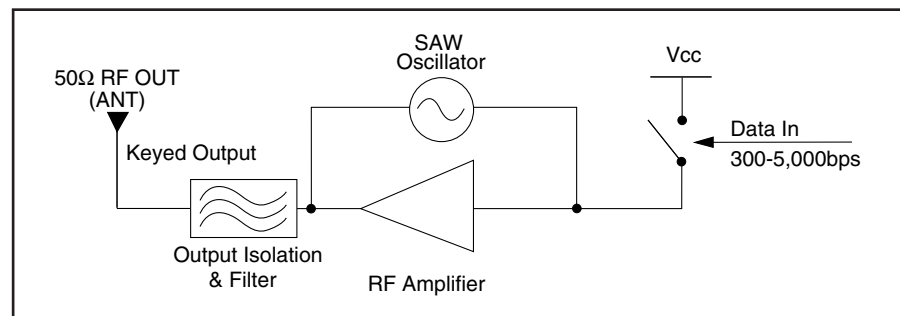 SAW
Oscillator
Vcc
50Ω RF OUT
(ANT)
Data In
300-5,000bps
Keyed Output
Output Isolation
& Filter
RF Amplifier